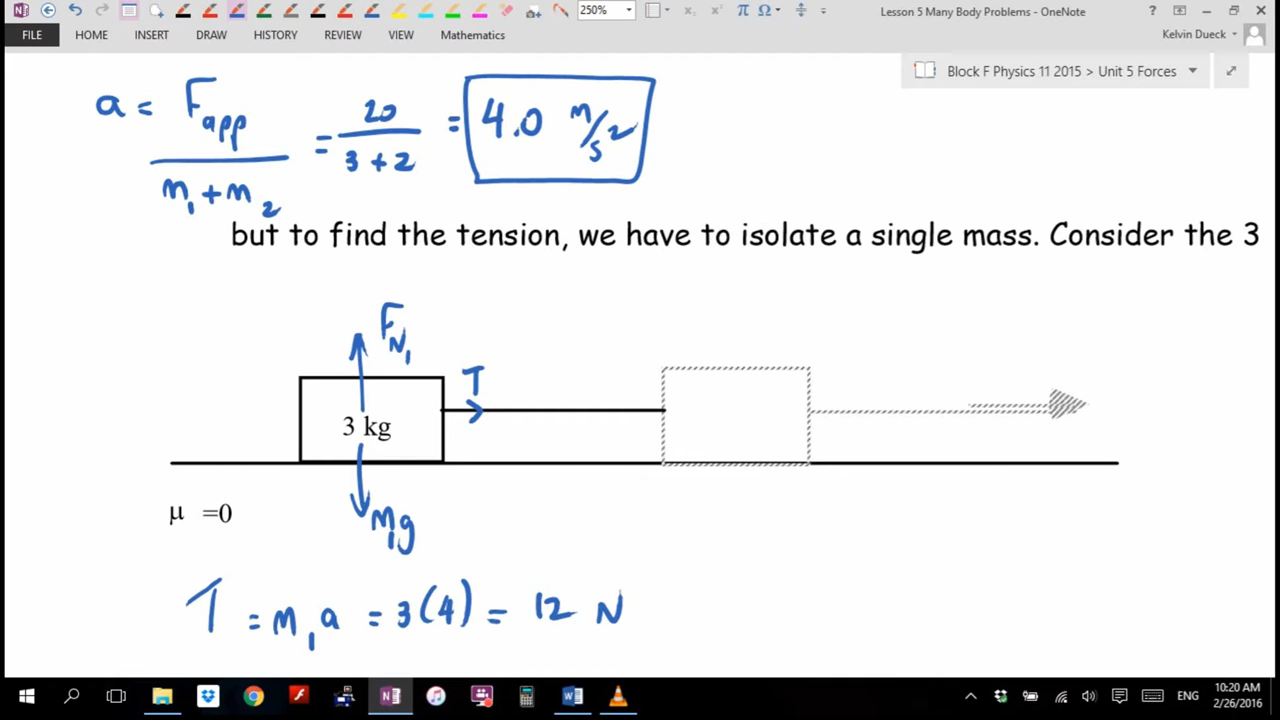 250%
Lesson 5 Many Body Problems - OneNote
FILE HOME INSERT DRAW HISTORY REVIEW VIEW Mathematics
Kelvin Dueck
Block F Physics 11 2015 > Unit 5 Forces
a = F_app / (m₁ + m₂) = 20 / (3 + 2) = 4.0 m/s²
but to find the tension, we have to isolate a single mass. Consider the 3
F_N₁
T
3 kg
μ =0
m₁g
T = m₁a = 3(4) = 12 N
ENG
10:20 AM
2/26/2016